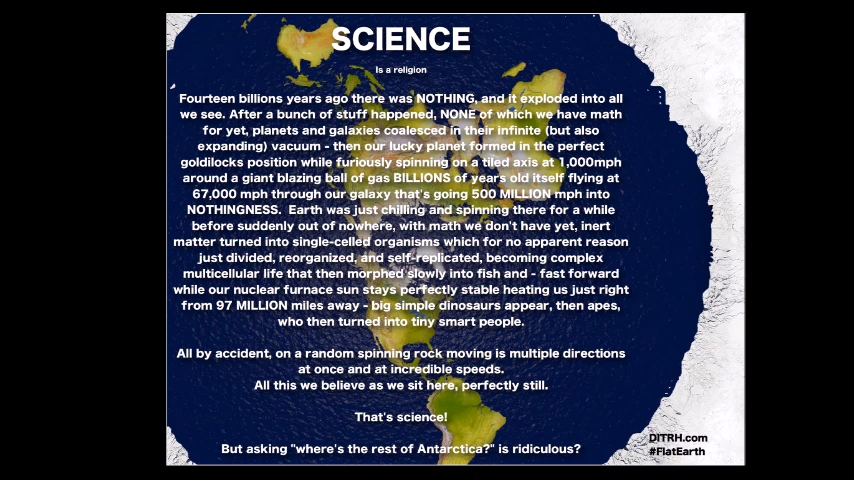 SCIENCE
Is a religion
Fourteen billions years ago there was NOTHING, and it exploded into all
we see. After a bunch of stuff happened, NONE of which we have math
for yet, planets and galaxies coalesced in their infinite (but also
expanding) vacuum - then our lucky planet formed in the perfect
goldilocks position while furiously spinning on a tiled axis at 1,000mph
around a giant blazing ball of gas BILLIONS of years old itself flying at
67,000 mph through our galaxy that's going 500 MILLION mph into
NOTHINGNESS. Earth was just chilling and spinning there for a while
before suddenly out of nowhere, with math we don't have yet, inert
matter turned into single-celled organisms which for no apparent reason
just divided, reorganized, and self-replicated, becoming complex
multicellular life that then morphed slowly into fish and - fast forward
while our nuclear furnace sun stays perfectly stable heating us just right
from 97 MILLION miles away - big simple dinosaurs appear, then apes,
who then turned into tiny smart people.
All by accident, on a random spinning rock moving is multiple directions
at once and at incredible speeds.
All this we believe as we sit here, perfectly still.
That's science!
But asking "where's the rest of Antarctica?" is ridiculous?
DITRH.com
#FlatEarth